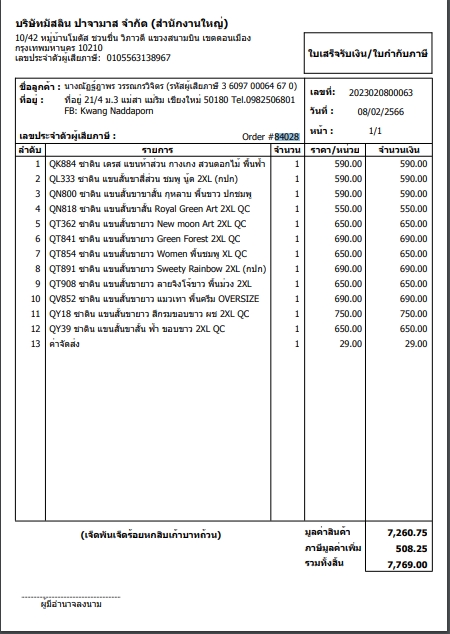 บริษัทมัสลิน ปาจามาส จำกัด (สำนักงานใหญ่)
10/42 หมู่บ้านโนดัส ชวนชื่น วิภาวดี แขวงสนามบิน เขตดอนเมือง
กรุงเทพมหานคร 10210
เลขประจำตัวผู้เสียภาษี: 0105563138967
ใบเสร็จรับเงิน/ใบกำกับภาษี
ชื่อลูกค้า : นางณัฏฐ์ฎาพร วรรณกรวิจิตร (รหัสผู้เสียภาษี 3 6097 00064 67 0)
ที่อยู่ : ที่อยู่ 21/4 ม.3 แม่สา แม่ริม เชียงใหม่ 50180 Tel.0982506801
FB: Kwang Naddaporn
เลขที่: 2023020800063
วันที่ : 08/02/2566
หน้า : 1/1
เลขประจำตัวผู้เสียภาษี : Order #84028
ลำดับ รายการ จำนวน ราคา/หน่วย จำนวนเงิน
1 QK884 ซาติน เดรส แขนห้าส่วน กางเกง ส่วนดอกไม้ พื้นฟ้า 1 590.00 590.00
2 QL333 ซาติน แขนสั้นขาสี่ส่วน ชมพู นู้ด 2XL (กปก) 1 590.00 590.00
3 QN800 ซาติน แขนสั้นขาสั้น กุหลาบ พื้นขาว ปกชมพู 1 590.00 590.00
4 QN818 ซาติน แขนสั้นขาสั้น Royal Green Art 2XL QC 1 550.00 550.00
5 QT362 ซาติน แขนสั้นขายาว New moon Art 2XL QC 1 650.00 650.00
6 QT841 ซาติน แขนสั้นขายาว Green Forest 2XL QC 1 690.00 690.00
7 QT854 ซาติน แขนสั้นขายาว Women พื้นชมพู XL QC 1 690.00 690.00
8 QT891 ซาติน แขนสั้นขายาว Sweety Rainbow 2XL (กปก) 1 690.00 690.00
9 QT908 ซาติน แขนสั้นขายาว ลายจิงโจ้ขาว พื้นม่วง 2XL 1 650.00 650.00
10 QV852 ซาติน แขนสั้นขายาว แมวเทา พื้นครีม OVERSIZE 1 690.00 690.00
11 QY18 ซาติน แขนสั้นขายาว สีกรมขอบขาว ผช 2XL QC 1 750.00 750.00
12 QY39 ซาติน แขนสั้นขาสั้น ฟ้า ขอบขาว 2XL QC 1 650.00 650.00
13 ค่าจัดส่ง 1 29.00 29.00
(เจ็ดพันเจ็ดร้อยหกสิบเก้าบาทถ้วน)
มูลค่าสินค้า 7,260.75
ภาษีมูลค่าเพิ่ม 508.25
รวมทั้งสิ้น 7,769.00
ผู้มีอำนาจลงนาม